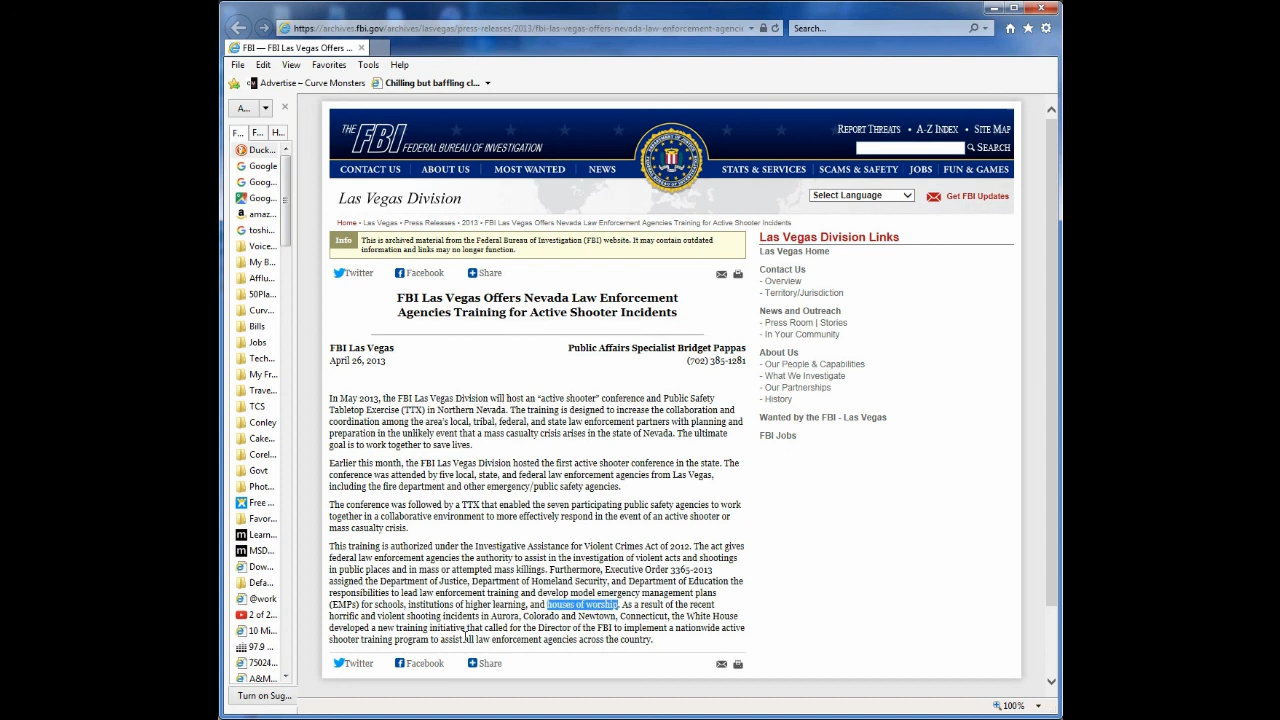 https://archives.fbi.gov/archives/lasvegas/press-releases/2013/fbi-las-vegas-offers-nevada-law-enforcement-agenci
Search...
FBI — FBI Las Vegas Offers ...
File Edit View Favorites Tools Help
Advertise ~ Curve Monsters Chilling but baffling cl...
A...
F... F... H...
Duck...
Google
Goog...
Goog...
amaz...
toshi...
Voice...
My B...
Afflu...
50Pla...
Curv...
Bills
Jobs
Tech...
My Fr...
Trave...
TCS
Conley
Cake...
Corel...
Govt
Phot...
Free ...
Favor...
Learn...
MSD...
Dow...
Defa...
@work
2 of 2...
10 Mi...
97.9 ...
75024...
A&M...
Turn on Sug...
THE FBI FEDERAL BUREAU OF INVESTIGATION
REPORT THREATS • A-Z INDEX • SITE MAP
SEARCH
CONTACT US ABOUT US MOST WANTED NEWS STATS & SERVICES SCAMS & SAFETY JOBS FUN & GAMES
Las Vegas Division
Select Language
Get FBI Updates
Home • Las Vegas • Press Releases • 2013 • FBI Las Vegas Offers Nevada Law Enforcement Agencies Training for Active Shooter Incidents
Info This is archived material from the Federal Bureau of Investigation (FBI) website. It may contain outdated
information and links may no longer function.
Twitter Facebook Share
FBI Las Vegas Offers Nevada Law Enforcement
Agencies Training for Active Shooter Incidents
FBI Las Vegas Public Affairs Specialist Bridget Pappas
April 26, 2013 (702) 385-1281
In May 2013, the FBI Las Vegas Division will host an “active shooter” conference and Public Safety
Tabletop Exercise (TTX) in Northern Nevada. The training is designed to increase the collaboration and
coordination among the area's local, tribal, federal, and state law enforcement partners with planning and
preparation in the unlikely event that a mass casualty crisis arises in the state of Nevada. The ultimate
goal is to work together to save lives.
Earlier this month, the FBI Las Vegas Division hosted the first active shooter conference in the state. The
conference was attended by five local, state, and federal law enforcement agencies from Las Vegas,
including the fire department and other emergency/public safety agencies.
The conference was followed by a TTX that enabled the seven participating public safety agencies to work
together in a collaborative environment to more effectively respond in the event of an active shooter or
mass casualty crisis.
This training is authorized under the Investigative Assistance for Violent Crimes Act of 2012. The act gives
federal law enforcement agencies the authority to assist in the investigation of violent acts and shootings
in public places and in mass or attempted mass killings. Furthermore, Executive Order 3365-2013
assigned the Department of Justice, Department of Homeland Security, and Department of Education the
responsibilities to lead law enforcement training and develop model emergency management plans
(EMPs) for schools, institutions of higher learning, and houses of worship. As a result of the recent
horrific and violent shooting incidents in Aurora, Colorado and Newtown, Connecticut, the White House
developed a new training initiative that called for the Director of the FBI to implement a nationwide active
shooter training program to assist all law enforcement agencies across the country.
Twitter Facebook Share
Las Vegas Division Links
Las Vegas Home
Contact Us
- Overview
- Territory/Jurisdiction
News and Outreach
- Press Room | Stories
- In Your Community
About Us
- Our People & Capabilities
- What We Investigate
- Our Partnerships
- History
Wanted by the FBI - Las Vegas
FBI Jobs
100%